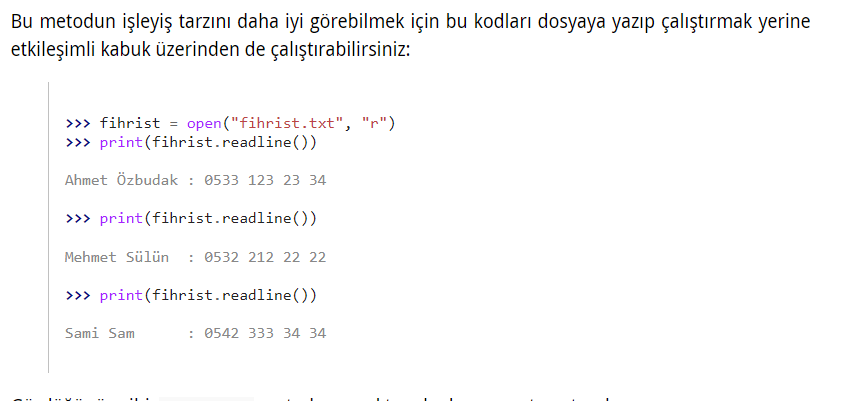 Bu metodun işleyiş tarzını daha iyi görebilmek için bu kodları dosyaya yazıp çalıştırmak yerine
etkileşimli kabuk üzerinden de çalıştırabilirsiniz:
>>> fihrist = open("fihrist.txt", "r")
>>> print(fihrist.readline())
Ahmet Özbudak : 0533 123 23 34
>>> print(fihrist.readline())
Mehmet Sülün  : 0532 212 22 22
>>> print(fihrist.readline())
Sami Sam      : 0542 333 34 34